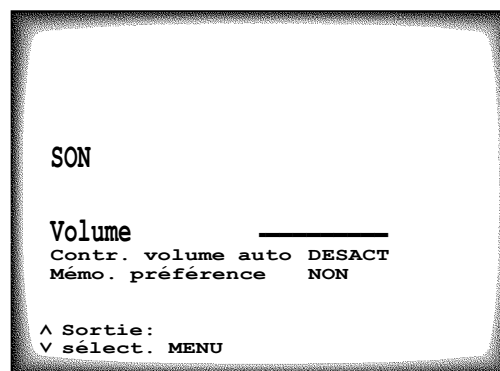 SON
Volume
Contr. volume auto DESACT
Mémo. préférence NON
∧ Sortie:
∨ sélect. MENU